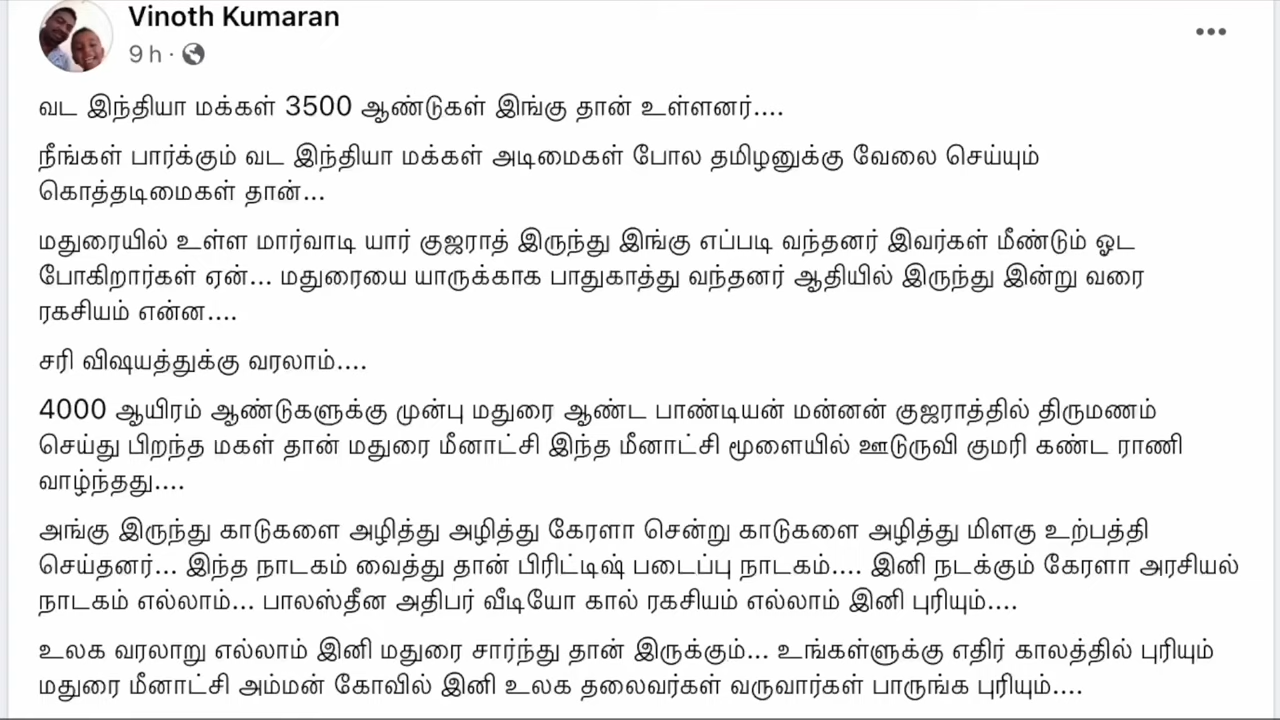 Vinoth Kumaran
9 h ·
வட இந்தியா மக்கள் 3500 ஆண்டுகள் இங்கு தான் உள்ளனர்....
நீங்கள் பார்க்கும் வட இந்தியா மக்கள் அடிமைகள் போல தமிழனுக்கு வேலை செய்யும்
கொத்தடிமைகள் தான்...
மதுரையில் உள்ள மார்வாடி யார் குஜராத் இருந்து இங்கு எப்படி வந்தனர் இவர்கள் மீண்டும் ஓட
போகிறார்கள் ஏன்... மதுரையை யாருக்காக பாதுகாத்து வந்தனர் ஆதியில் இருந்து இன்று வரை
ரகசியம் என்ன....
சரி விஷயத்துக்கு வரலாம்....
4000 ஆயிரம் ஆண்டுகளுக்கு முன்பு மதுரை ஆண்ட பாண்டியன் மன்னன் குஜராத்தில் திருமணம்
செய்து பிறந்த மகள் தான் மதுரை மீனாட்சி இந்த மீனாட்சி மூளையில் ஊடுருவி குமரி கண்ட ராணி
வாழ்ந்தது....
அங்கு இருந்து காடுகளை அழித்து அழித்து கேரளா சென்று காடுகளை அழித்து மிளகு உற்பத்தி
செய்தனர்... இந்த நாடகம் வைத்து தான் பிரிட்டிஷ் படைப்பு நாடகம்.... இனி நடக்கும் கேரளா அரசியல்
நாடகம் எல்லாம்... பாலஸ்தீன அதிபர் வீடியோ கால் ரகசியம் எல்லாம் இனி புரியும்....
உலக வரலாறு எல்லாம் இனி மதுரை சார்ந்து தான் இருக்கும்... உங்கள்ளுக்கு எதிர் காலத்தில் புரியும்
மதுரை மீனாட்சி அம்மன் கோவில் இனி உலக தலைவர்கள் வருவார்கள் பாருங்க புரியும்....